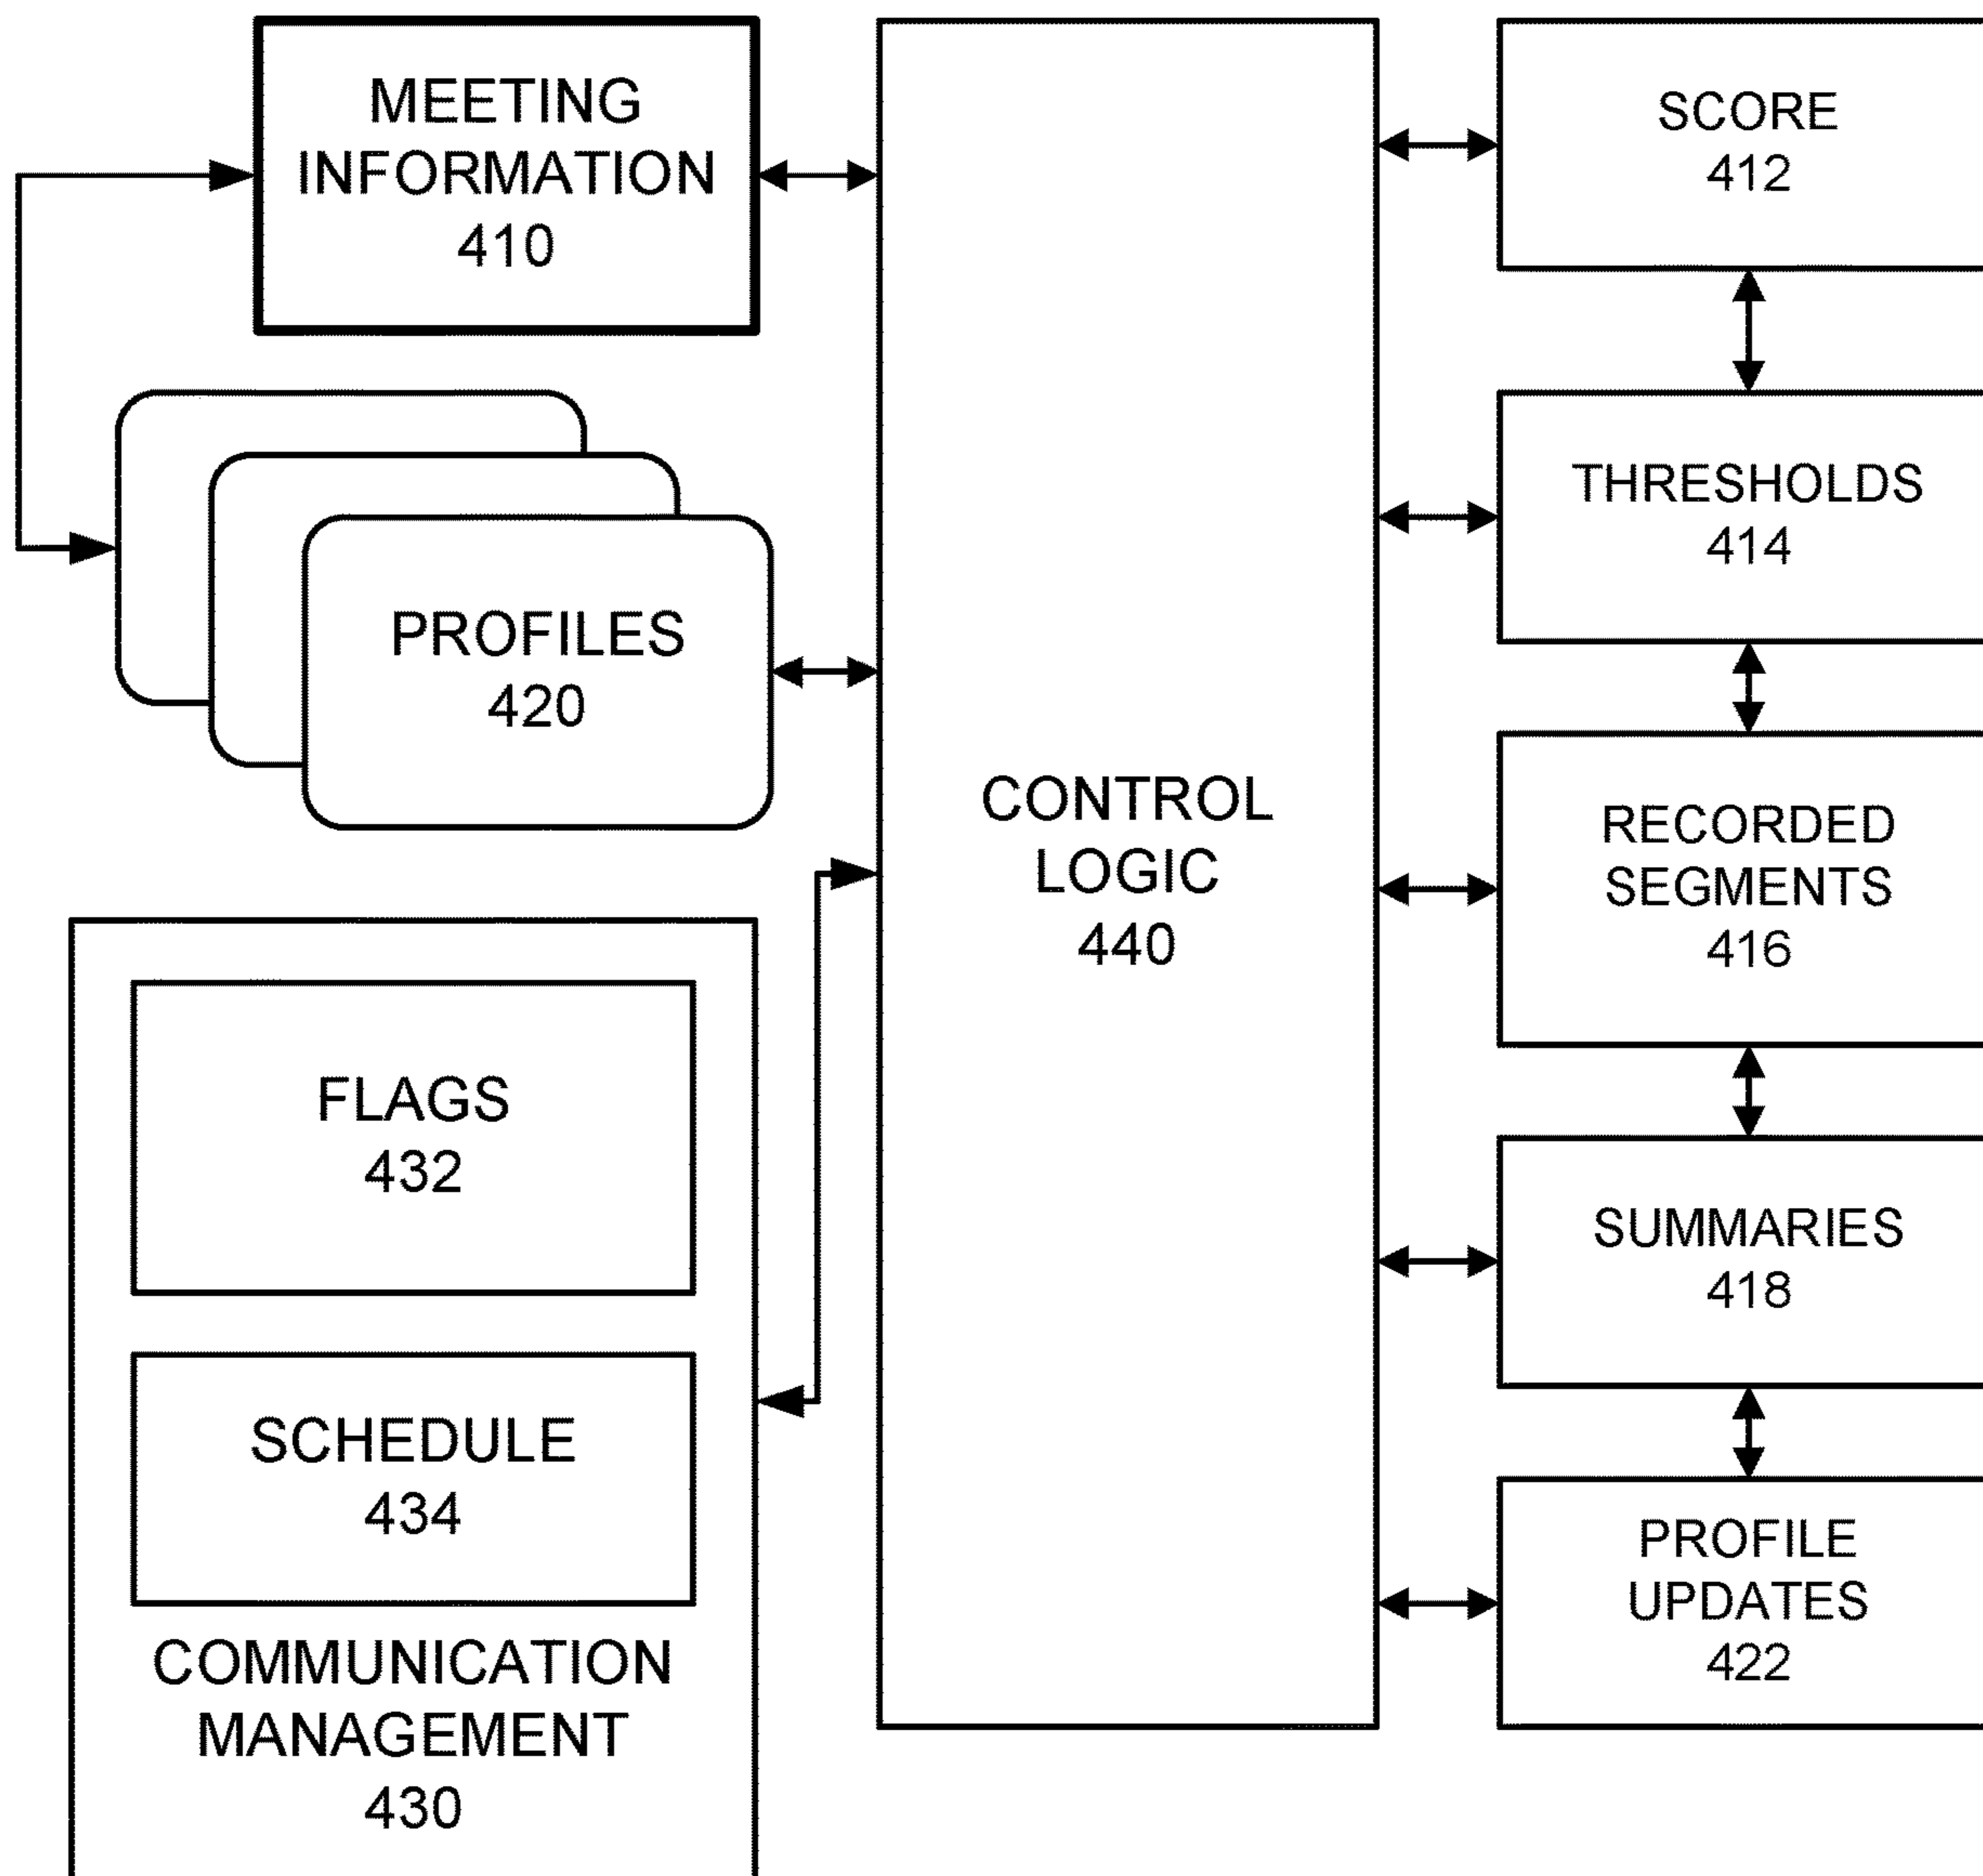 MEETING
INFORMATION
410
PROFILES
420
FLAGS
432
SCHEDULE
434
COMMUNICATION
MANAGEMENT
430
CONTROL
LOGIC
440
SCORE
412
THRESHOLDS
414
RECORDED
SEGMENTS
416
SUMMARIES
418
PROFILE
UPDATES
422